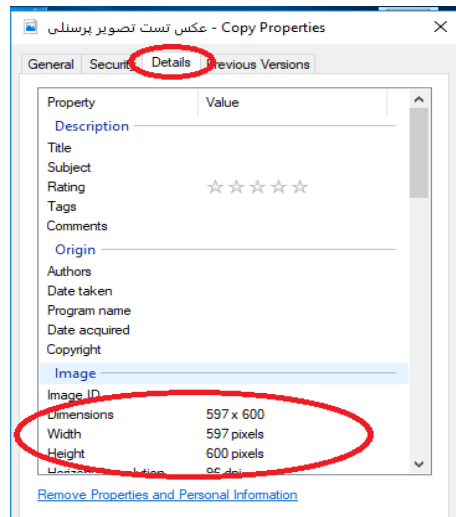 عکس تست تصویر پرسنلی - Copy Properties
General Security Details Previous Versions
Property Value
Description
Title
Subject
Rating
Tags
Comments
Origin
Authors
Date taken
Program name
Date acquired
Copyright
Image
Image ID
Dimensions 597 x 600
Width 597 pixels
Height 600 pixels
Horizontal resolution 96 dpi
Remove Properties and Personal Information